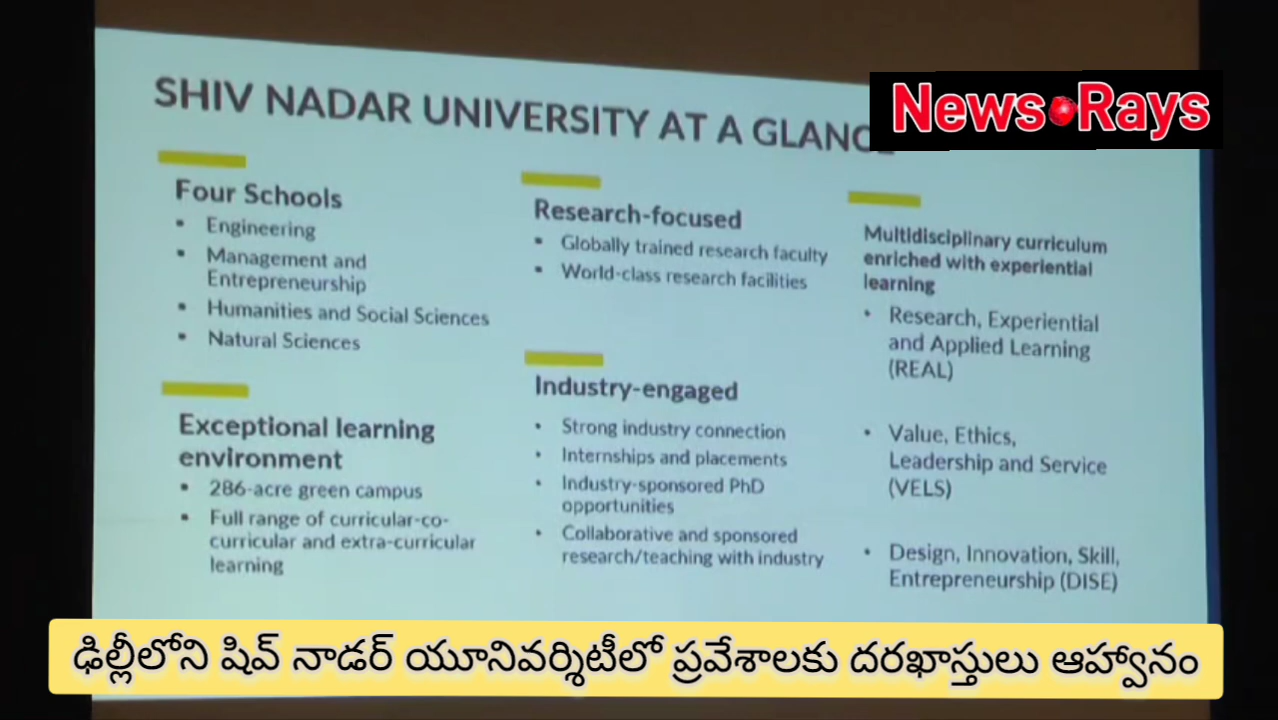 SHIV NADAR UNIVERSITY AT A GLANCE
News Rays
Four Schools
▪ Engineering
▪ Management and
Entrepreneurship
▪ Humanities and Social Sciences
▪ Natural Sciences
Exceptional learning
environment
▪ 286-acre green campus
▪ Full range of curricular-co-
curricular and extra-curricular
learning
Research-focused
▪ Globally trained research faculty
▪ World-class research facilities
Industry-engaged
• Strong industry connection
• Internships and placements
• Industry-sponsored PhD
opportunities
• Collaborative and sponsored
research/teaching with industry
Multidisciplinary curriculum
enriched with experiential
learning
• Research, Experiential
and Applied Learning
(REAL)
• Value, Ethics,
Leadership and Service
(VELS)
• Design, Innovation, Skill,
Entrepreneurship (DISE)
ఢిల్లీలోని షివ్ నాడర్ యూనివర్శిటీలో ప్రవేశాలకు దరఖాస్తులు ఆహ్వానం